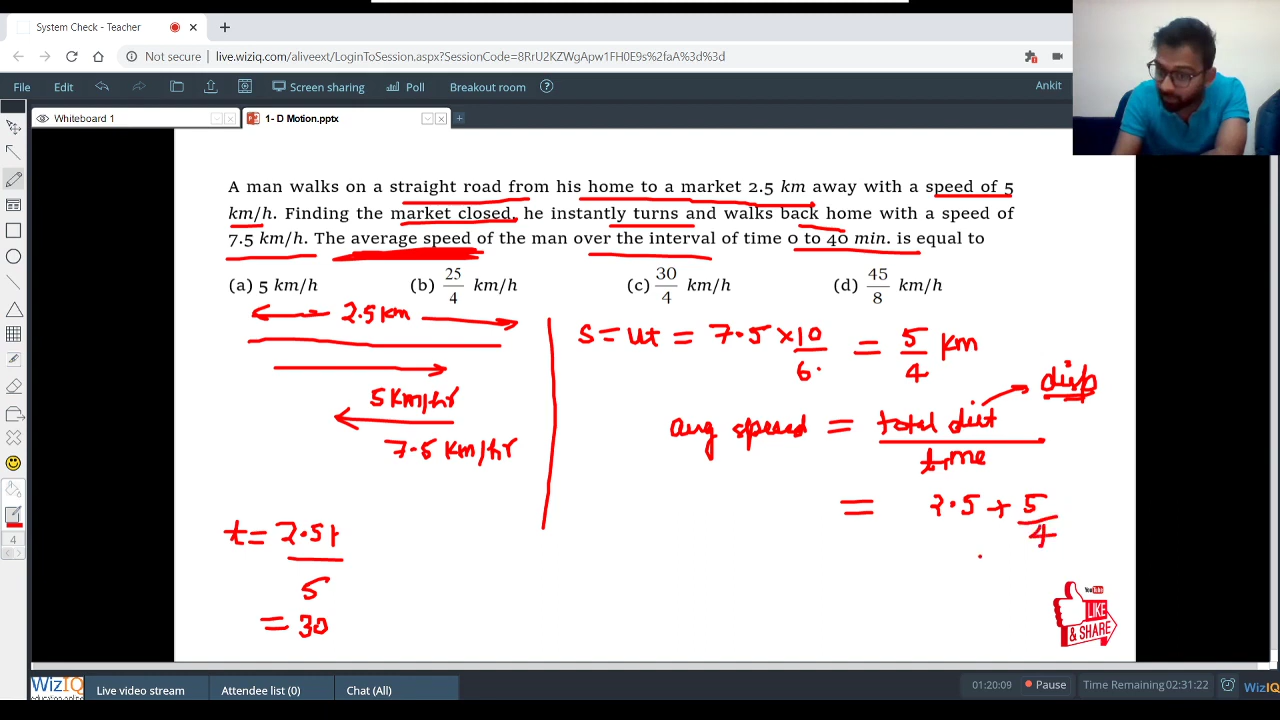 System Check - Teacher
Not secure | live.wiziq.com/aliveext/LoginToSession.aspx?SessionCode=8RrU2KZWgApw1FH0E9s%2faA%3d%3d
File Edit Screen sharing Poll Breakout room Ankit
Whiteboard 1 1- D Motion.pptx
A man walks on a straight road from his home to a market 2.5 km away with a speed of 5
km/h. Finding the market closed, he instantly turns and walks back home with a speed of
7.5 km/h. The average speed of the man over the interval of time 0 to 40 min. is equal to
(a) 5 km/h (b) 25/4 km/h (c) 30/4 km/h (d) 45/8 km/h
2.5 km
5 Km/hr
7.5 Km/hr
t = 2.5
5
= 30
S = ut = 7.5 × 10/60 = 5/4 km
disp
avg speed = total dist
time
= 2.5 + 5/4
YouTube
LIKE
& SHARE
4
WizIQ
education.online
Live video stream Attendee list (0) Chat (All) 01:20:09 Pause Time Remaining 02:31:22 WizIQ